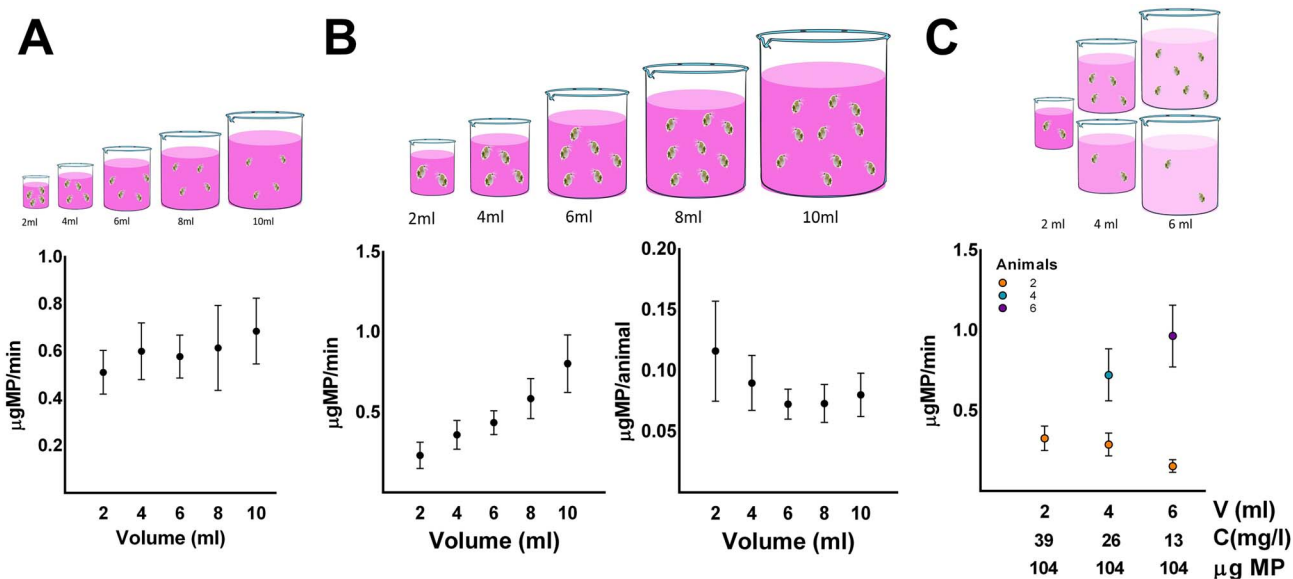 A
B
C
2ml
4ml
6ml
8ml
10ml
2ml
4ml
6ml
8ml
10ml
2 ml
4 ml
6 ml
1.0
0.8
0.6
0.4
0.2
μgMP/min
2 4 6 8 10
Volume (ml)
1.5
1.0
0.5
μgMP/min
2 4 6 8 10
Volume (ml)
0.20
0.15
0.10
0.05
μgMP/animal
2 4 6 8 10
Volume (ml)
1.5
1.0
0.5
μgMP/min
Animals
2
4
6
2 4 6 V (ml)
39 26 13 C(mg/l)
104 104 104 μg MP